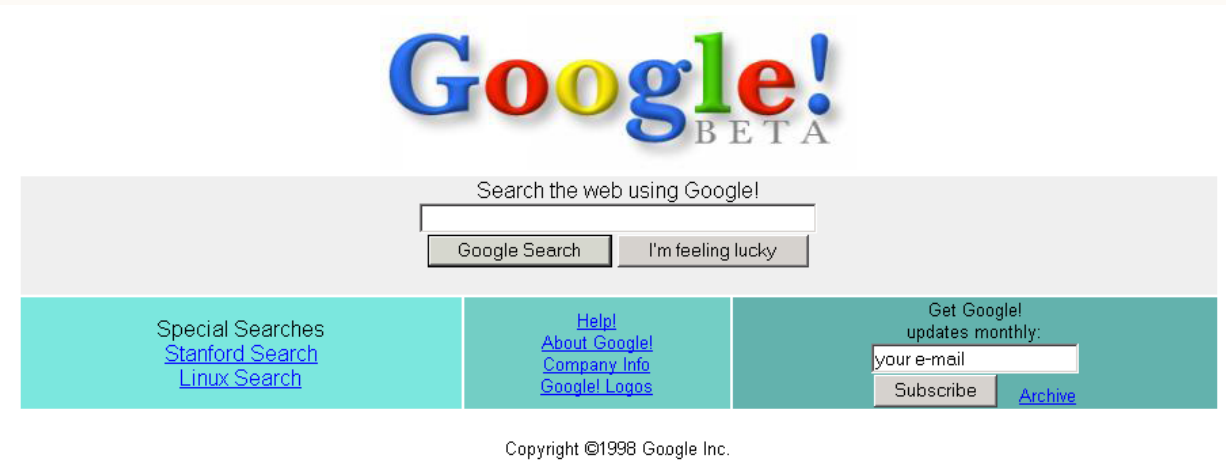 Google!
BETA
Search the web using Google!
Google Search
I'm feeling lucky
Special Searches
Stanford Search
Linux Search
Help!
About Google!
Company Info
Google! Logos
Get Google!
updates monthly:
your e-mail
Subscribe
Archive
Copyright ©1998 Google Inc.